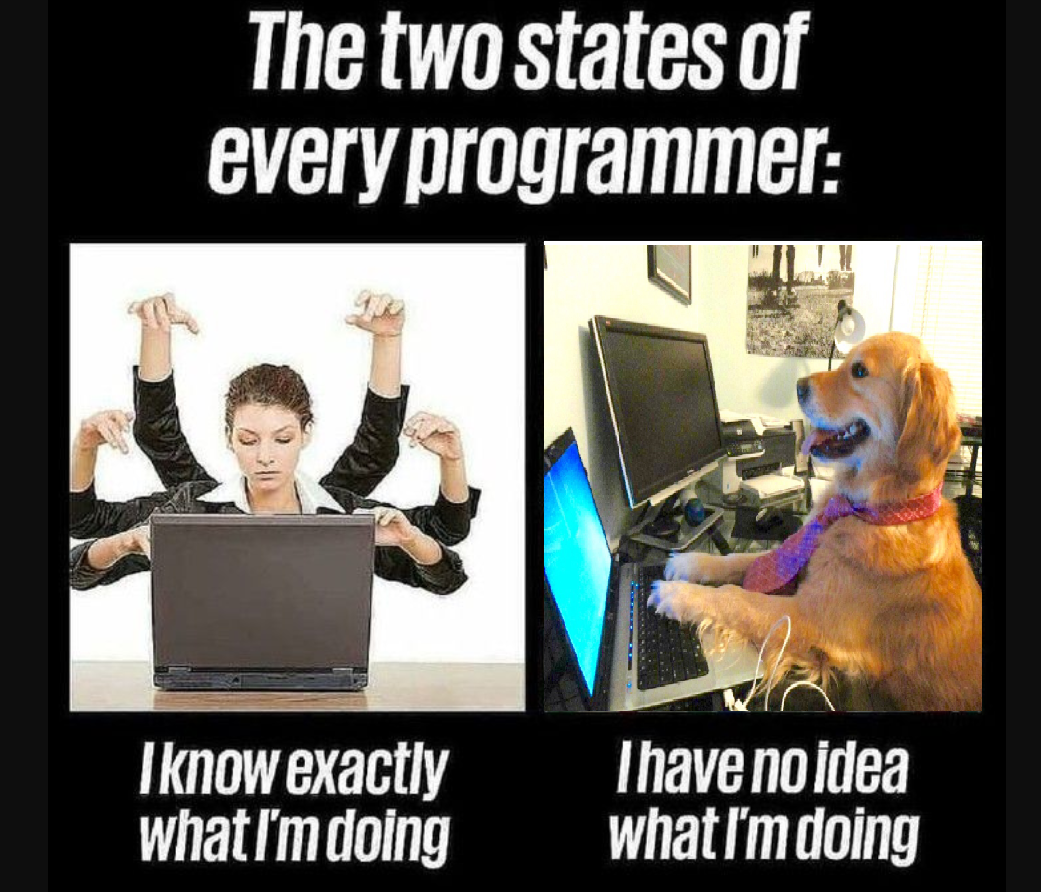 The two states of
every programmer:
I know exactly
what I'm doing
I have no idea
what I'm doing